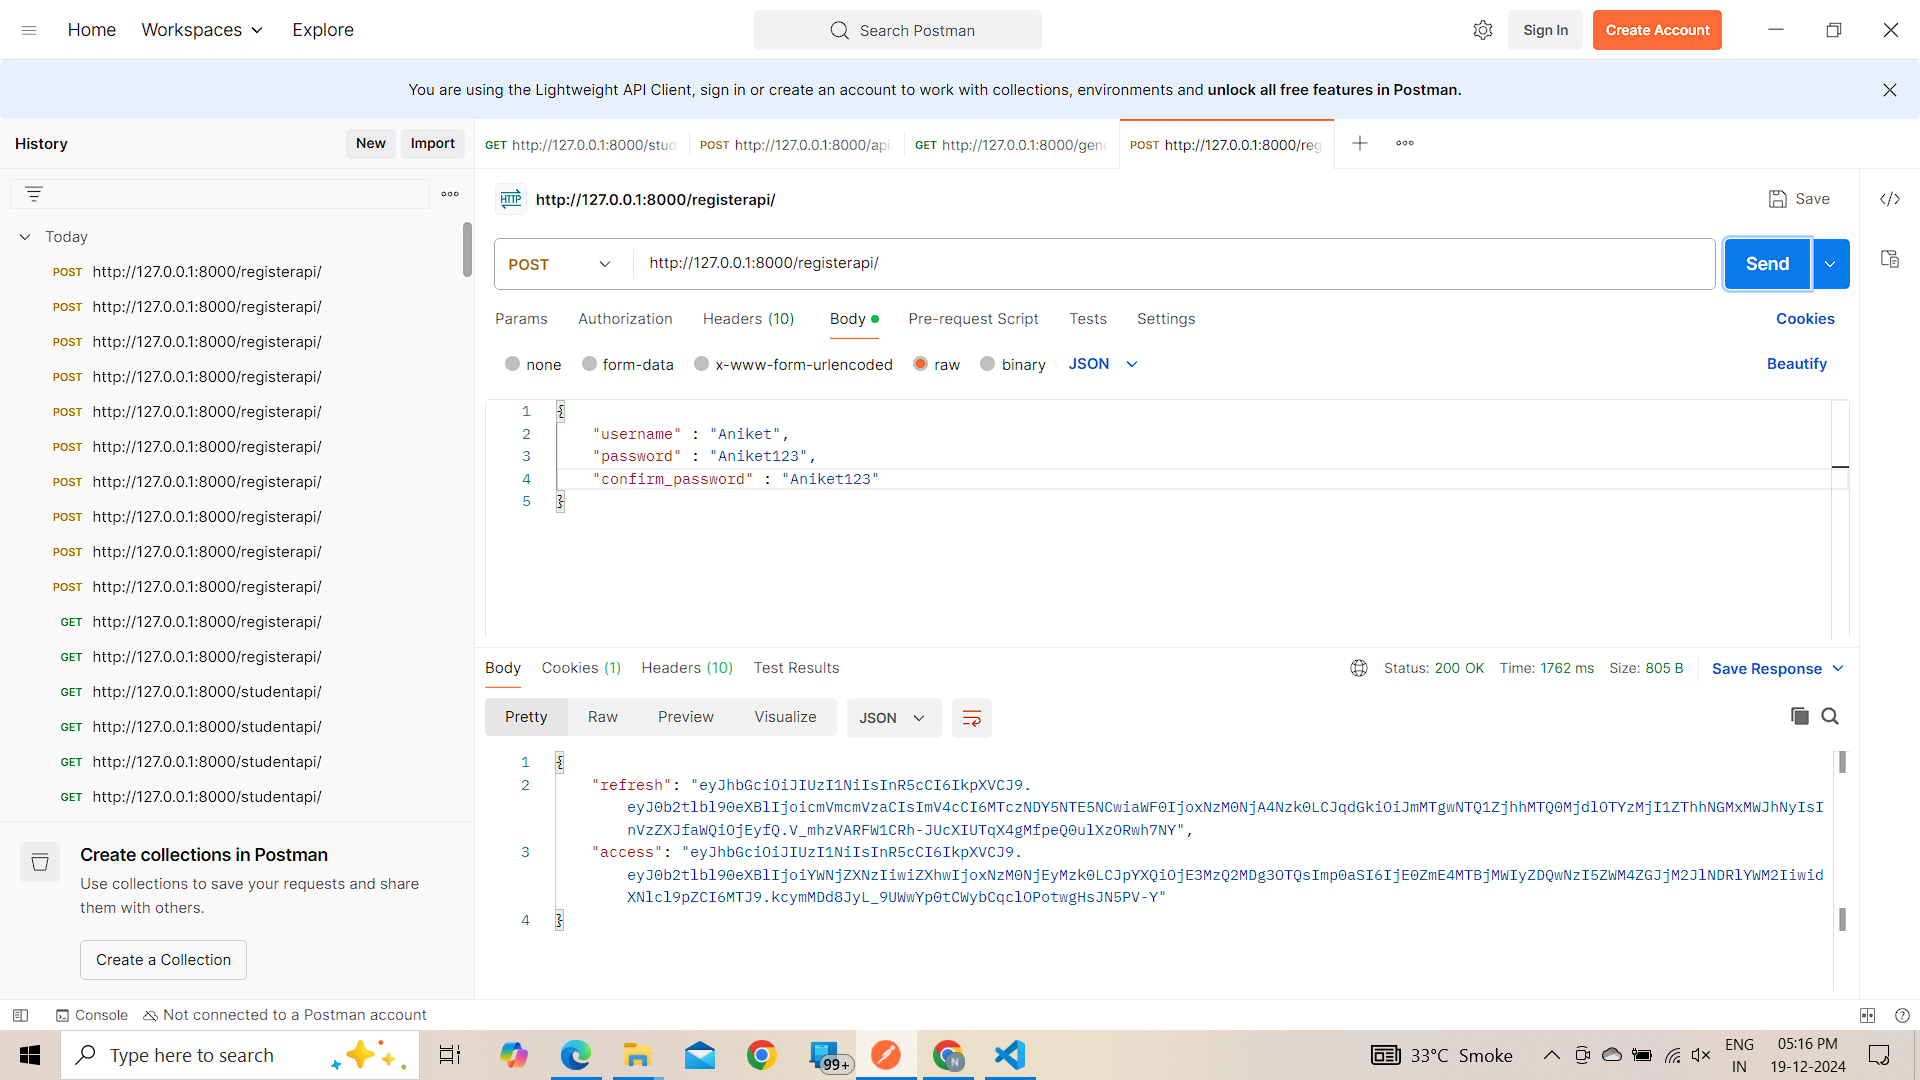 Home Workspaces Explore Search Postman Sign In Create Account
You are using the Lightweight API Client, sign in or create an account to work with collections, environments and unlock all free features in Postman.
History New Import
GET http://127.0.0.1:8000/stud POST http://127.0.0.1:8000/api GET http://127.0.0.1:8000/gene POST http://127.0.0.1:8000/reg
HTTP http://127.0.0.1:8000/registerapi/ Save
Today
POST http://127.0.0.1:8000/registerapi/
POST http://127.0.0.1:8000/registerapi/
POST http://127.0.0.1:8000/registerapi/
POST http://127.0.0.1:8000/registerapi/
POST http://127.0.0.1:8000/registerapi/
POST http://127.0.0.1:8000/registerapi/
POST http://127.0.0.1:8000/registerapi/
POST http://127.0.0.1:8000/registerapi/
POST http://127.0.0.1:8000/registerapi/
POST http://127.0.0.1:8000/registerapi/
GET http://127.0.0.1:8000/registerapi/
GET http://127.0.0.1:8000/registerapi/
GET http://127.0.0.1:8000/studentapi/
GET http://127.0.0.1:8000/studentapi/
GET http://127.0.0.1:8000/studentapi/
GET http://127.0.0.1:8000/studentapi/
Create collections in Postman
Use collections to save your requests and share
them with others.
Create a Collection
POST http://127.0.0.1:8000/registerapi/ Send
Params Authorization Headers (10) Body Pre-request Script Tests Settings Cookies
none form-data x-www-form-urlencoded raw binary JSON Beautify
1 {
2 "username" : "Aniket",
3 "password" : "Aniket123",
4 "confirm_password" : "Aniket123"
5 }
Body Cookies (1) Headers (10) Test Results Status: 200 OK Time: 1762 ms Size: 805 B Save Response
Pretty Raw Preview Visualize JSON
1 {
2 "refresh": "eyJhbGciOiJIUzI1NiIsInR5cCI6IkpXVCJ9.
eyJ0b2tlbl90eXBlIjoicmVmcmVzaCIsImV4cCI6MTczNDY5NTE5NCwiaWF0IjoxNzM0NjA4Nzk0LCJqdGkiOiJmMTgwNTQ1ZjhhMTQ0MjdlOTYzMjI1ZThhNGMxMWJhNyIsI
nVzZXJfaWQiOjEyfQ.V_mhzVARFW1CRh-JUcXIUTqX4gMfpeQ0ulXzORwh7NY",
3 "access": "eyJhbGciOiJIUzI1NiIsInR5cCI6IkpXVCJ9.
eyJ0b2tlbl90eXBlIjoiYWNjZXNzIiwiZXhwIjoxNzM0NjEyMzk0LCJpYXQiOjE3MzQ2MDg3OTQsImp0aSI6IjE0ZmE4MTBjMWIyZDQwNzI5ZWM4ZGJjM2JlNDRlYWM2Iiwid
XNlcl9pZCI6MTJ9.kcymMDd8JyL_9UWwYp0tCWybCqclOPotwgHsJN5PV-Y"
4 }
Console Not connected to a Postman account
Type here to search 99+ N 33°C Smoke ENG
IN
05:16 PM
19-12-2024